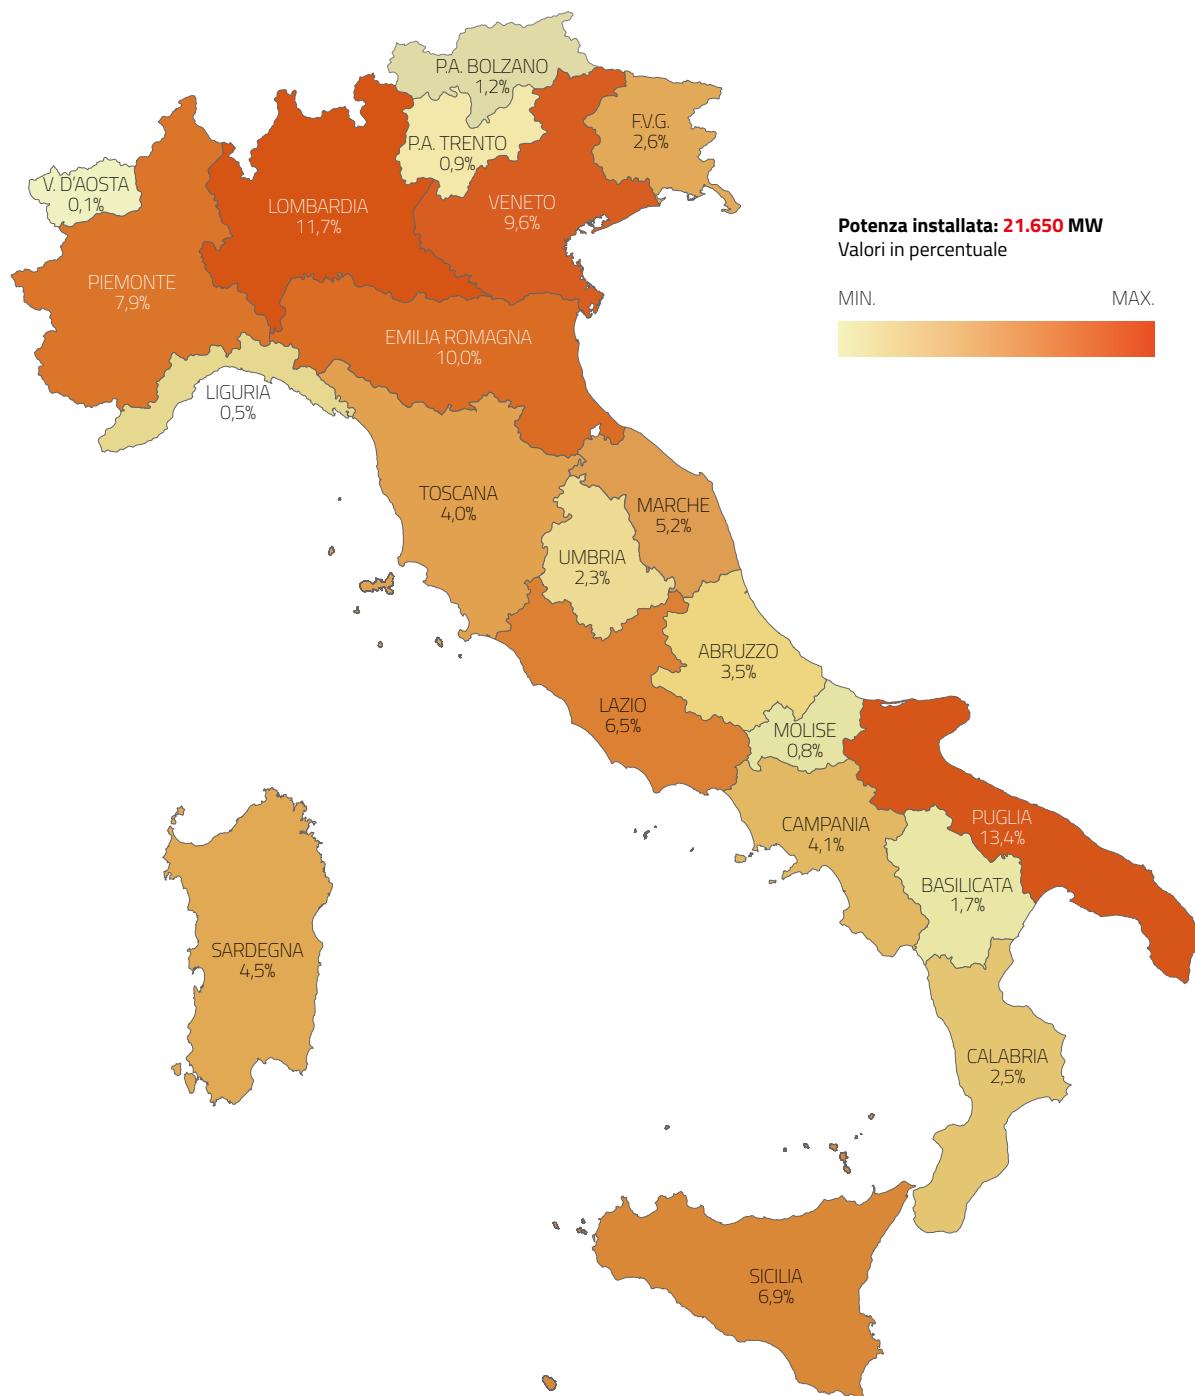 P.A. BOLZANO
1,2%
P.A. TRENTO
0,9%
F.V.G.
2,6%
V. D'AOSTA
0,1%
LOMBARDIA
11,7%
VENETO
9,6%
Potenza installata: 21.650 MW
Valori in percentuale
MIN.
MAX.
PIEMONTE
7,9%
EMILIA ROMAGNA
10,0%
LIGURIA
0,5%
TOSCANA
4,0%
MARCHE
5,2%
UMBRIA
2,3%
ABRUZZO
3,5%
LAZIO
6,5%
MOLISE
0,8%
CAMPANIA
4,1%
PUGLIA
13,4%
BASILICATA
1,7%
SARDEGNA
4,5%
CALABRIA
2,5%
SICILIA
6,9%